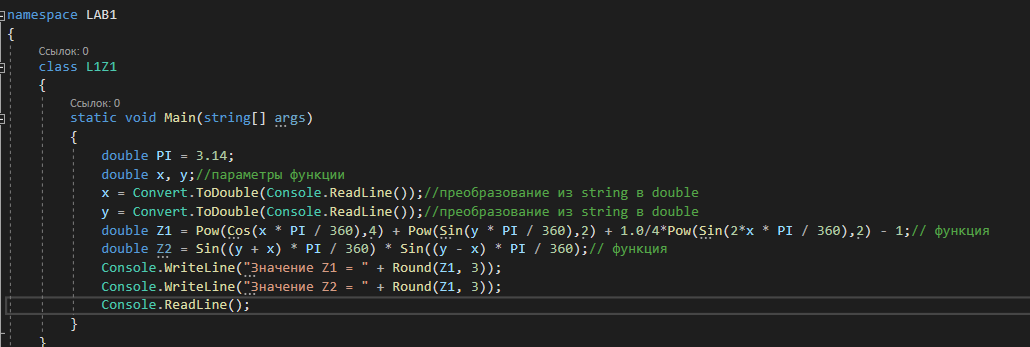 namespace LAB1
{
Ссылок: 0
class L1Z1
{
Ссылок: 0
static void Main(string[] args)
{
double PI = 3.14;
double x, y;//параметры функции
x = Convert.ToDouble(Console.ReadLine());//преобразование из string в double
y = Convert.ToDouble(Console.ReadLine());//преобразование из string в double
double Z1 = Pow(Cos(x * PI / 360),4) + Pow(Sin(y * PI / 360),2) + 1.0/4*Pow(Sin(2*x * PI / 360),2) - 1;// функция
double Z2 = Sin((y + x) * PI / 360) * Sin((y - x) * PI / 360);// функция
Console.WriteLine("Значение Z1 = " + Round(Z1, 3));
Console.WriteLine("Значение Z2 = " + Round(Z1, 3));
Console.ReadLine();
}
}